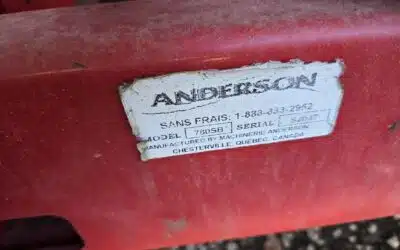 ANDERSON
SANS FRAIS: 1-888-833-2952
MODEL 780SB SERIAL
MANUFACTURED BY MACHINERIE ANDERSON
CHESTERVILLE, QUEBEC, CANADA